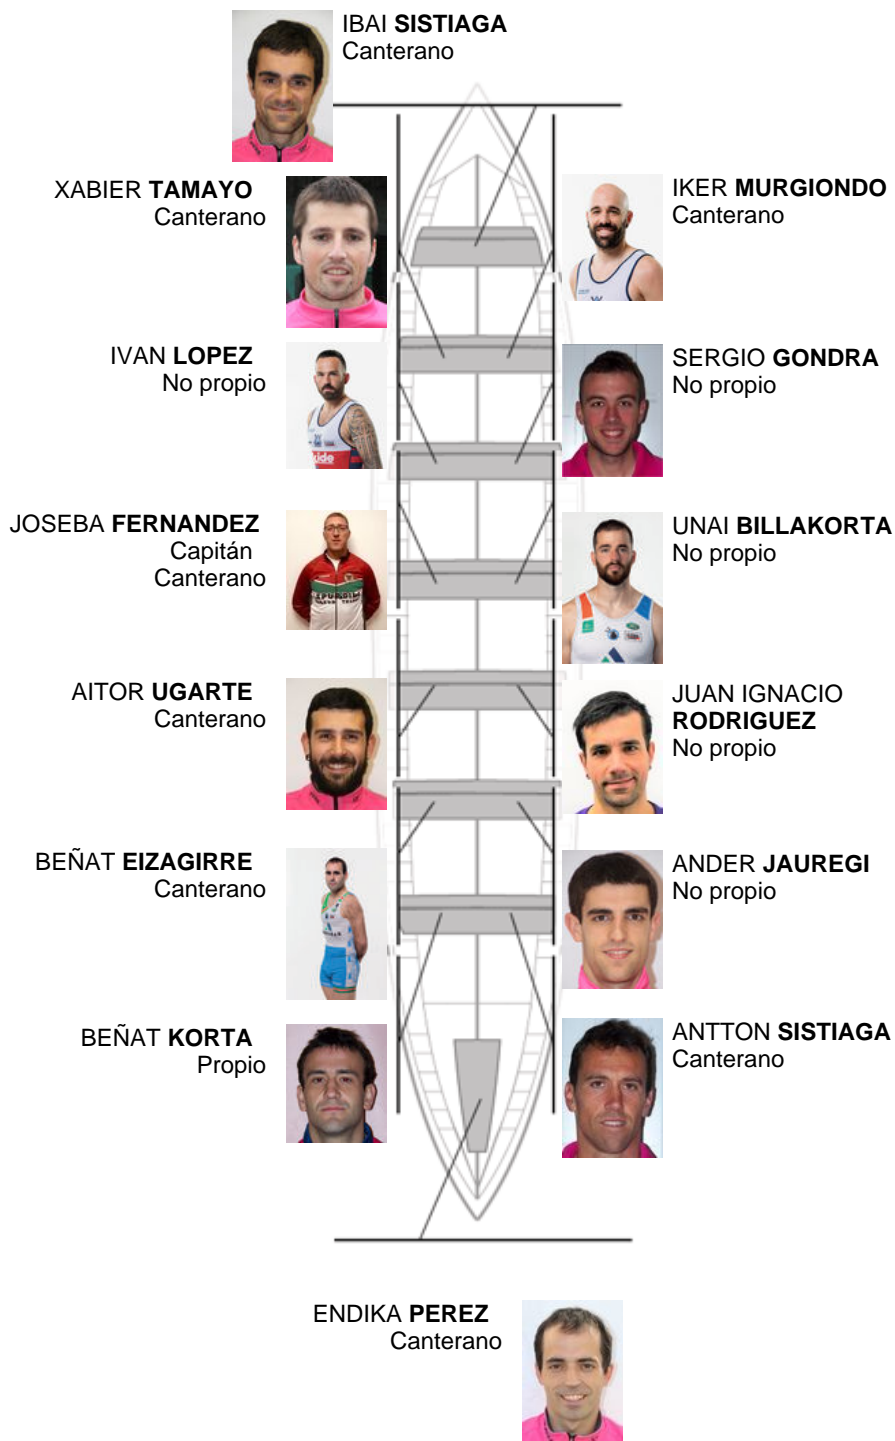 IBAI SISTIAGA
Canterano
XABIER TAMAYO
Canterano
IKER MURGIONDO
Canterano
IVAN LOPEZ
No propio
SERGIO GONDRA
No propio
JOSEBA FERNANDEZ
Capitán
Canterano
UNAI BILLAKORTA
No propio
AITOR UGARTE
Canterano
JUAN IGNACIO
RODRIGUEZ
No propio
BEÑAT EIZAGIRRE
Canterano
ANDER JAUREGI
No propio
BEÑAT KORTA
Propio
ANTTON SISTIAGA
Canterano
ENDIKA PEREZ
Canterano